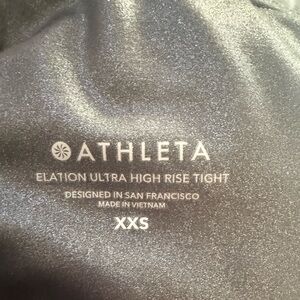 ATHLETA
ELATION ULTRA HIGH RISE TIGHT
DESIGNED IN SAN FRANCISCO
MADE IN VIETNAM
XXS